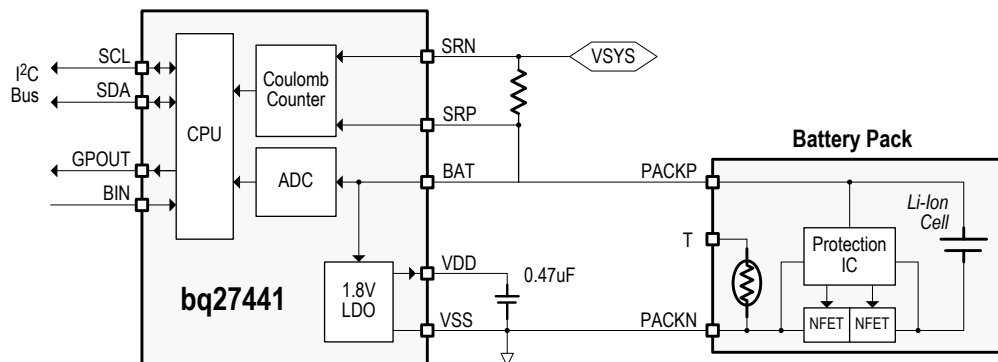 I²C
Bus
SCL
SDA
GPOUT
BIN
CPU
Coulomb
Counter
ADC
bq27441
1.8V
LDO
SRN
SRP
BAT
VDD
VSS
VSYS
0.47uF
Battery Pack
PACKP
T
PACKN
Li-Ion
Cell
Protection
IC
NFET NFET